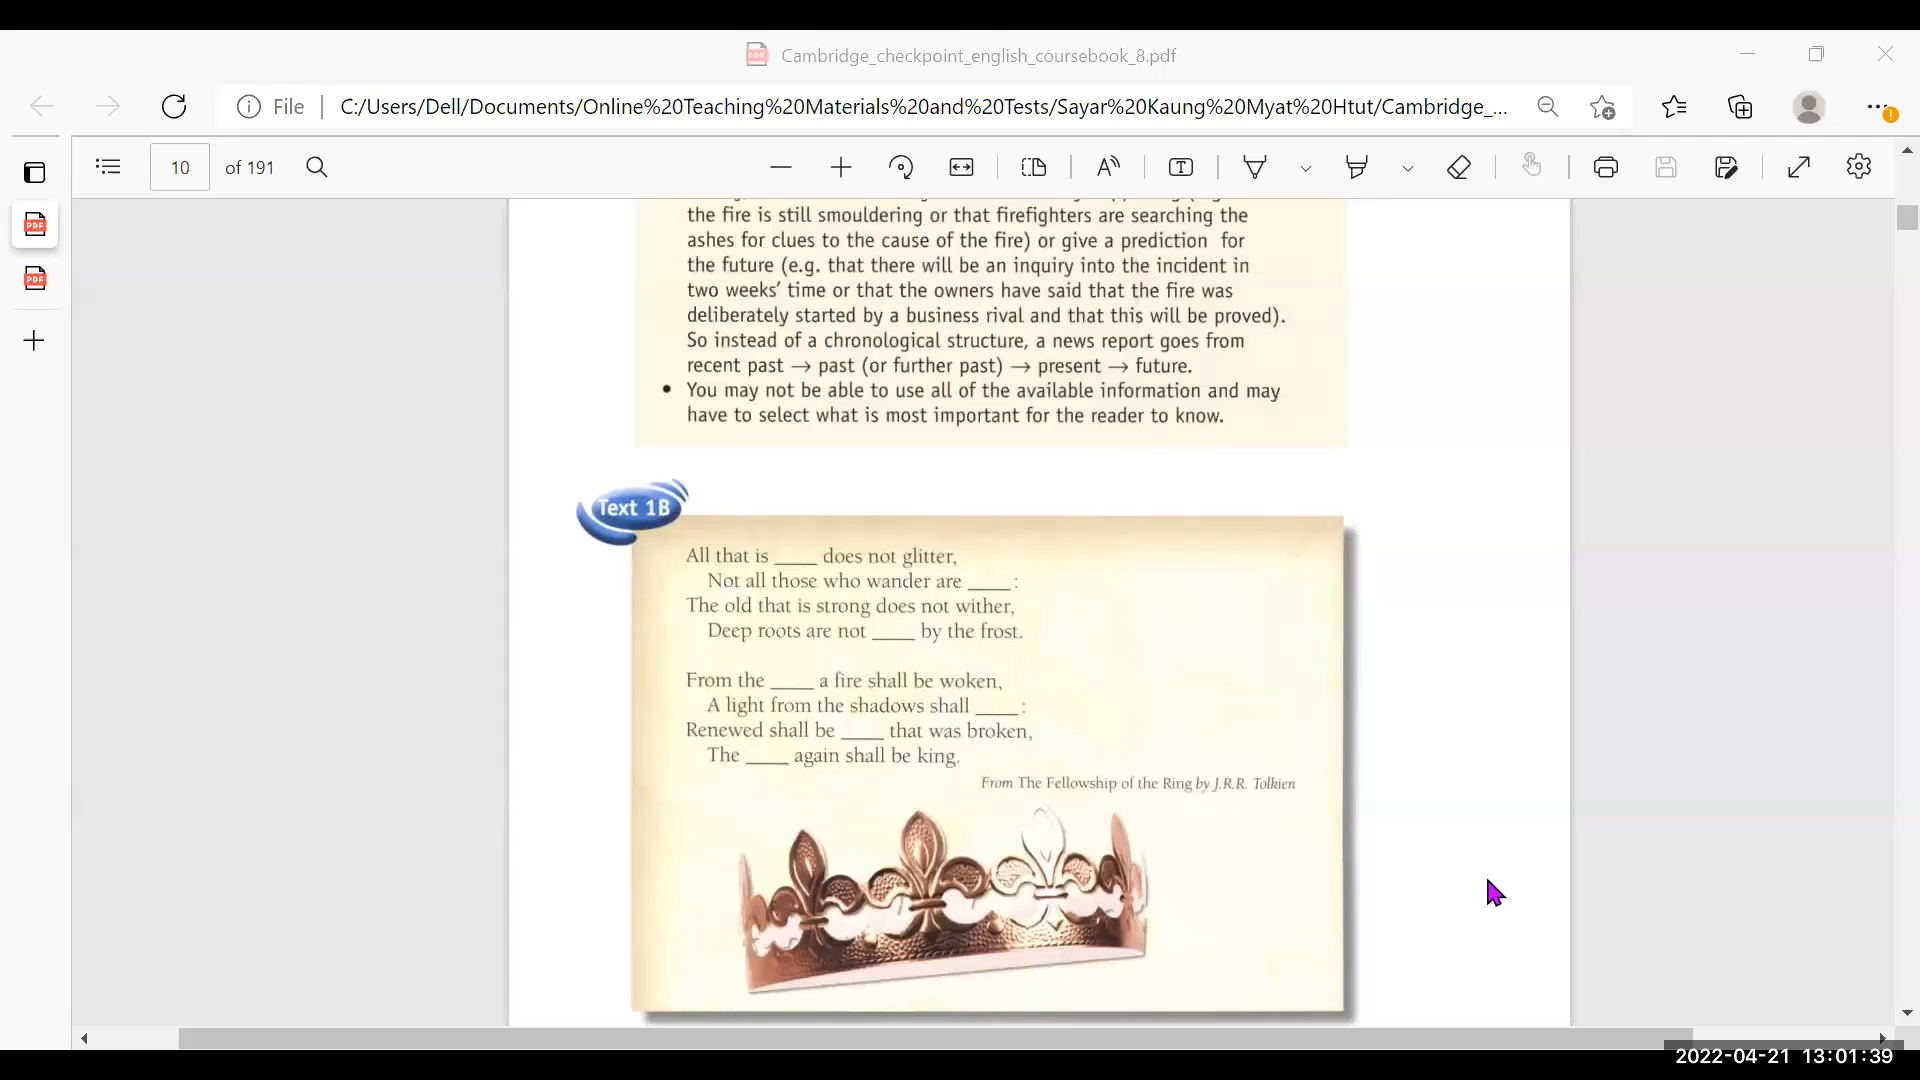 Cambridge_checkpoint_english_coursebook_8.pdf
File | C:/Users/Dell/Documents/Online%20Teaching%20Materials%20and%20Tests/Sayar%20Kaung%20Myat%20Htut/Cambridge_...
10 of 191
the fire is still smouldering or that firefighters are searching the
ashes for clues to the cause of the fire) or give a prediction for
the future (e.g. that there will be an inquiry into the incident in
two weeks’ time or that the owners have said that the fire was
deliberately started by a business rival and that this will be proved).
So instead of a chronological structure, a news report goes from
recent past → past (or further past) → present → future.
• You may not be able to use all of the available information and may
have to select what is most important for the reader to know.
Text 1B
All that is ____ does not glitter,
Not all those who wander are ____ :
The old that is strong does not wither,
Deep roots are not ____ by the frost.
From the ____ a fire shall be woken,
A light from the shadows shall ____ :
Renewed shall be ____ that was broken,
The ____ again shall be king.
From The Fellowship of the Ring by J.R.R. Tolkien
2022-04-21 13:01:39